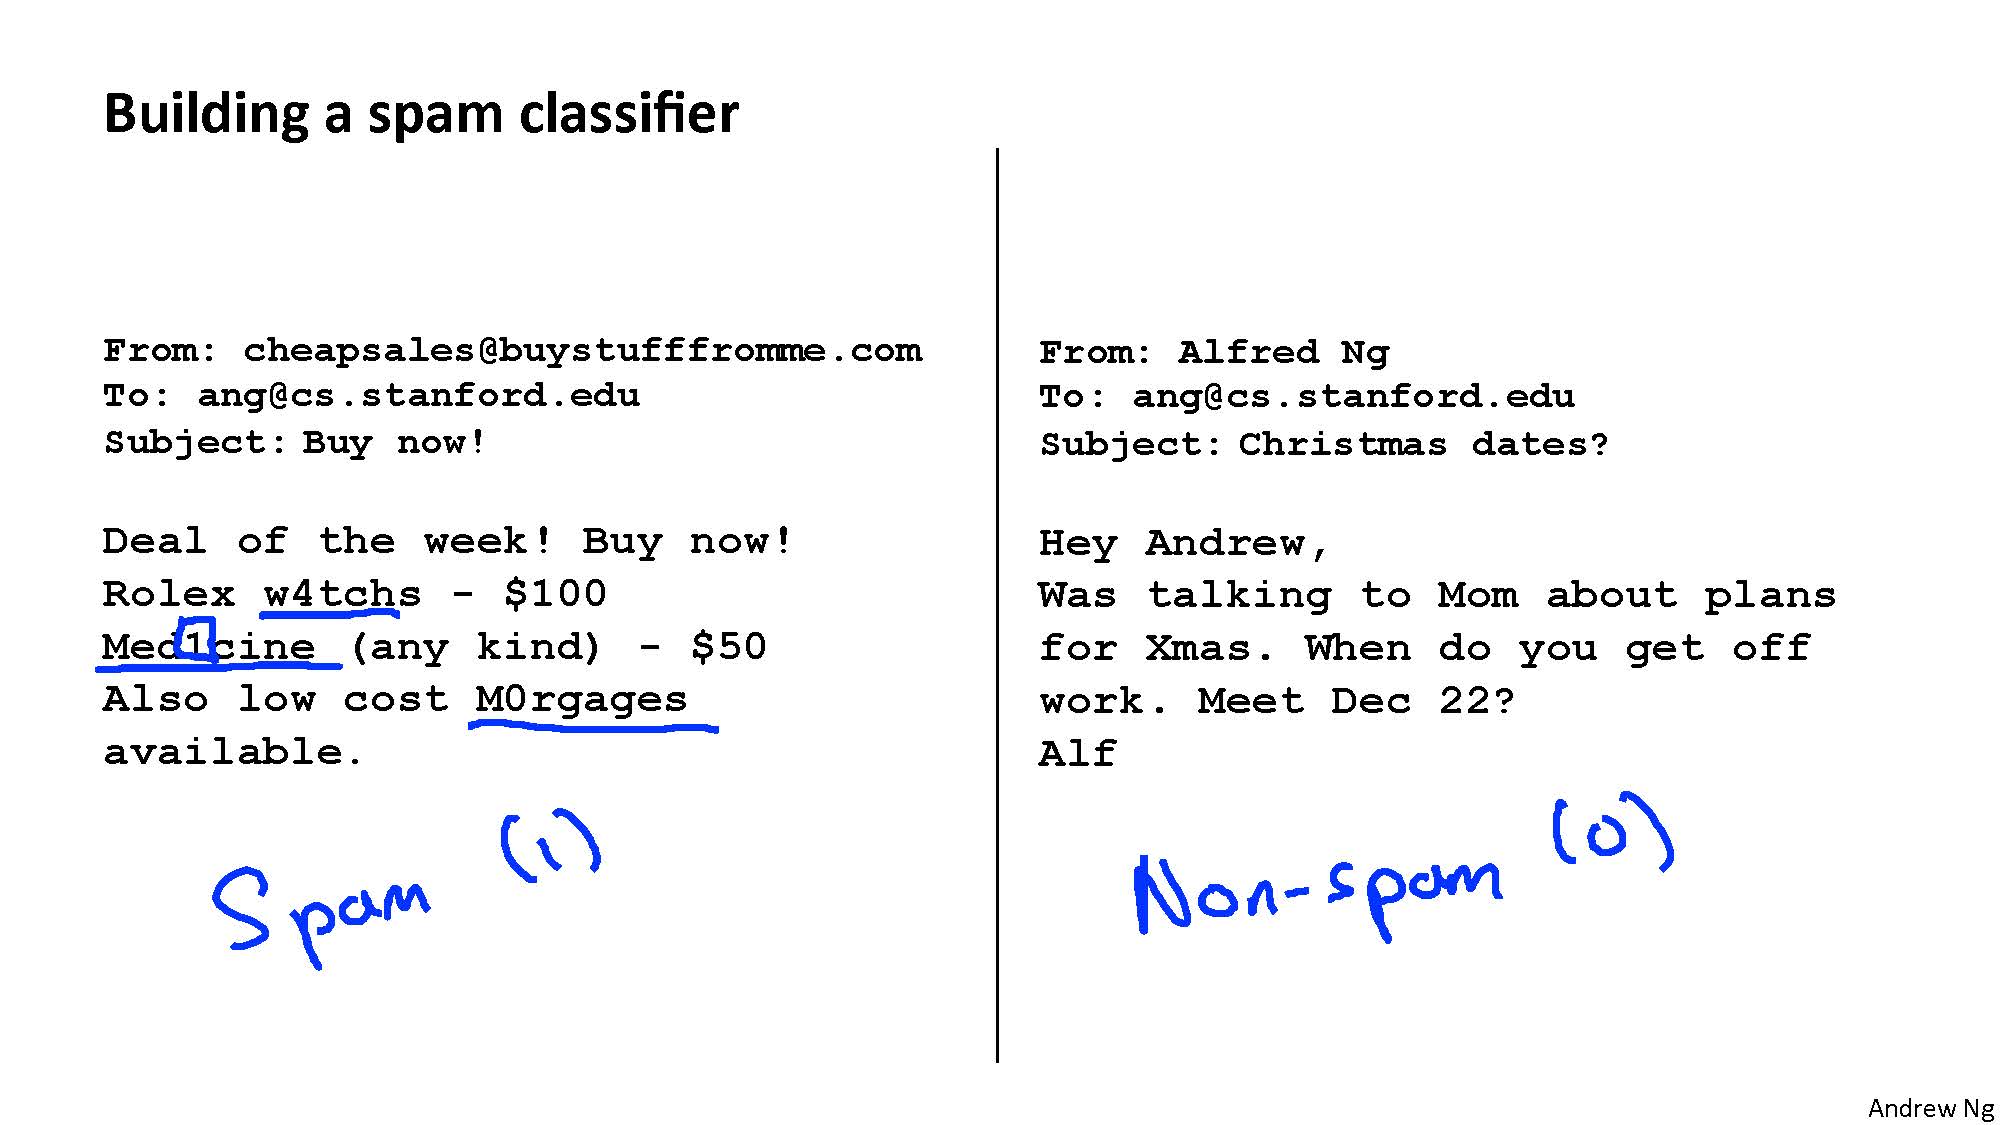 Building a spam classifier
From: cheapsales@buystufffromme.com
To: ang@cs.stanford.edu
Subject: Buy now!
Deal of the week! Buy now!
Rolex w4tchs - $100
Med1cine (any kind) - $50
Also low cost M0rgages
available.
Spam (1)
From: Alfred Ng
To: ang@cs.stanford.edu
Subject: Christmas dates?
Hey Andrew,
Was talking to Mom about plans
for Xmas. When do you get off
work. Meet Dec 22?
Alf
Non-spam (0)
Andrew Ng